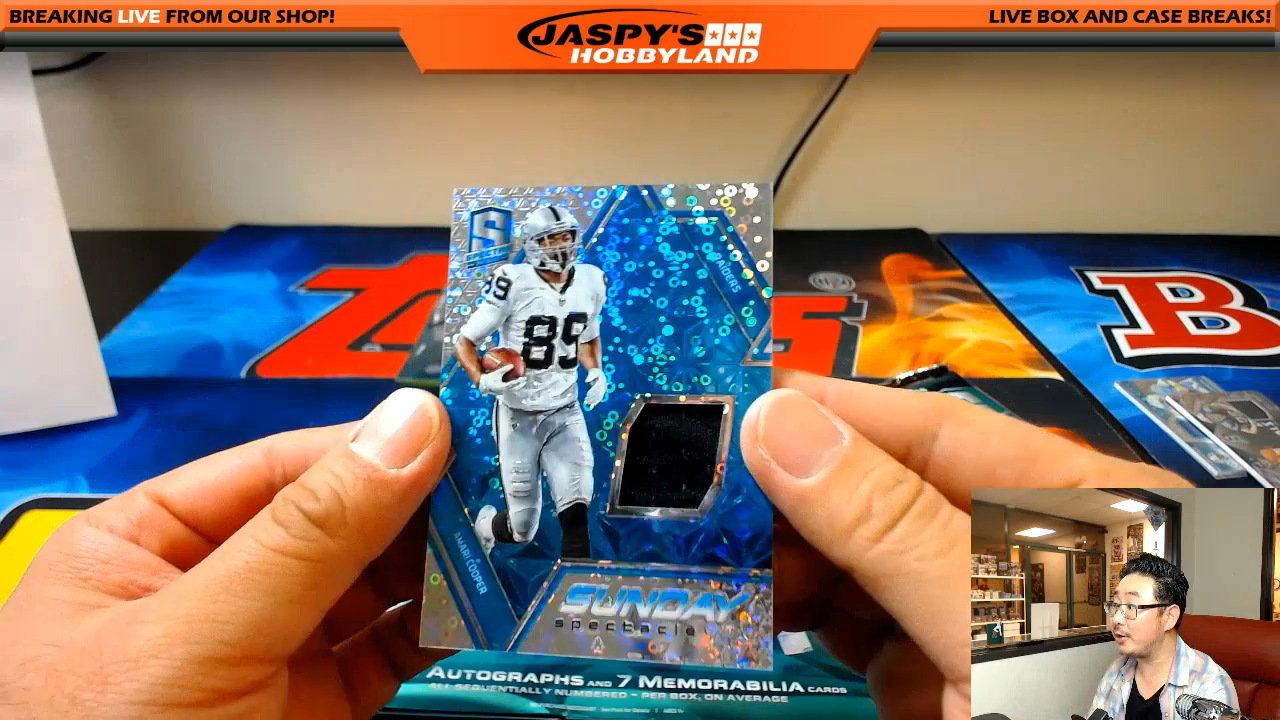 BREAKING LIVE FROM OUR SHOP!
JASPY'S
HOBBYLAND
LIVE BOX AND CASE BREAKS!
S
RAIDERS
89
89
B
AMARI COOPER
SUNDAY
spectacle
AUTOGRAPHS AND 7 MEMORABILIA CARDS
ALL SEQUENTIALLY NUMBERED - PER BOX, ON AVERAGE